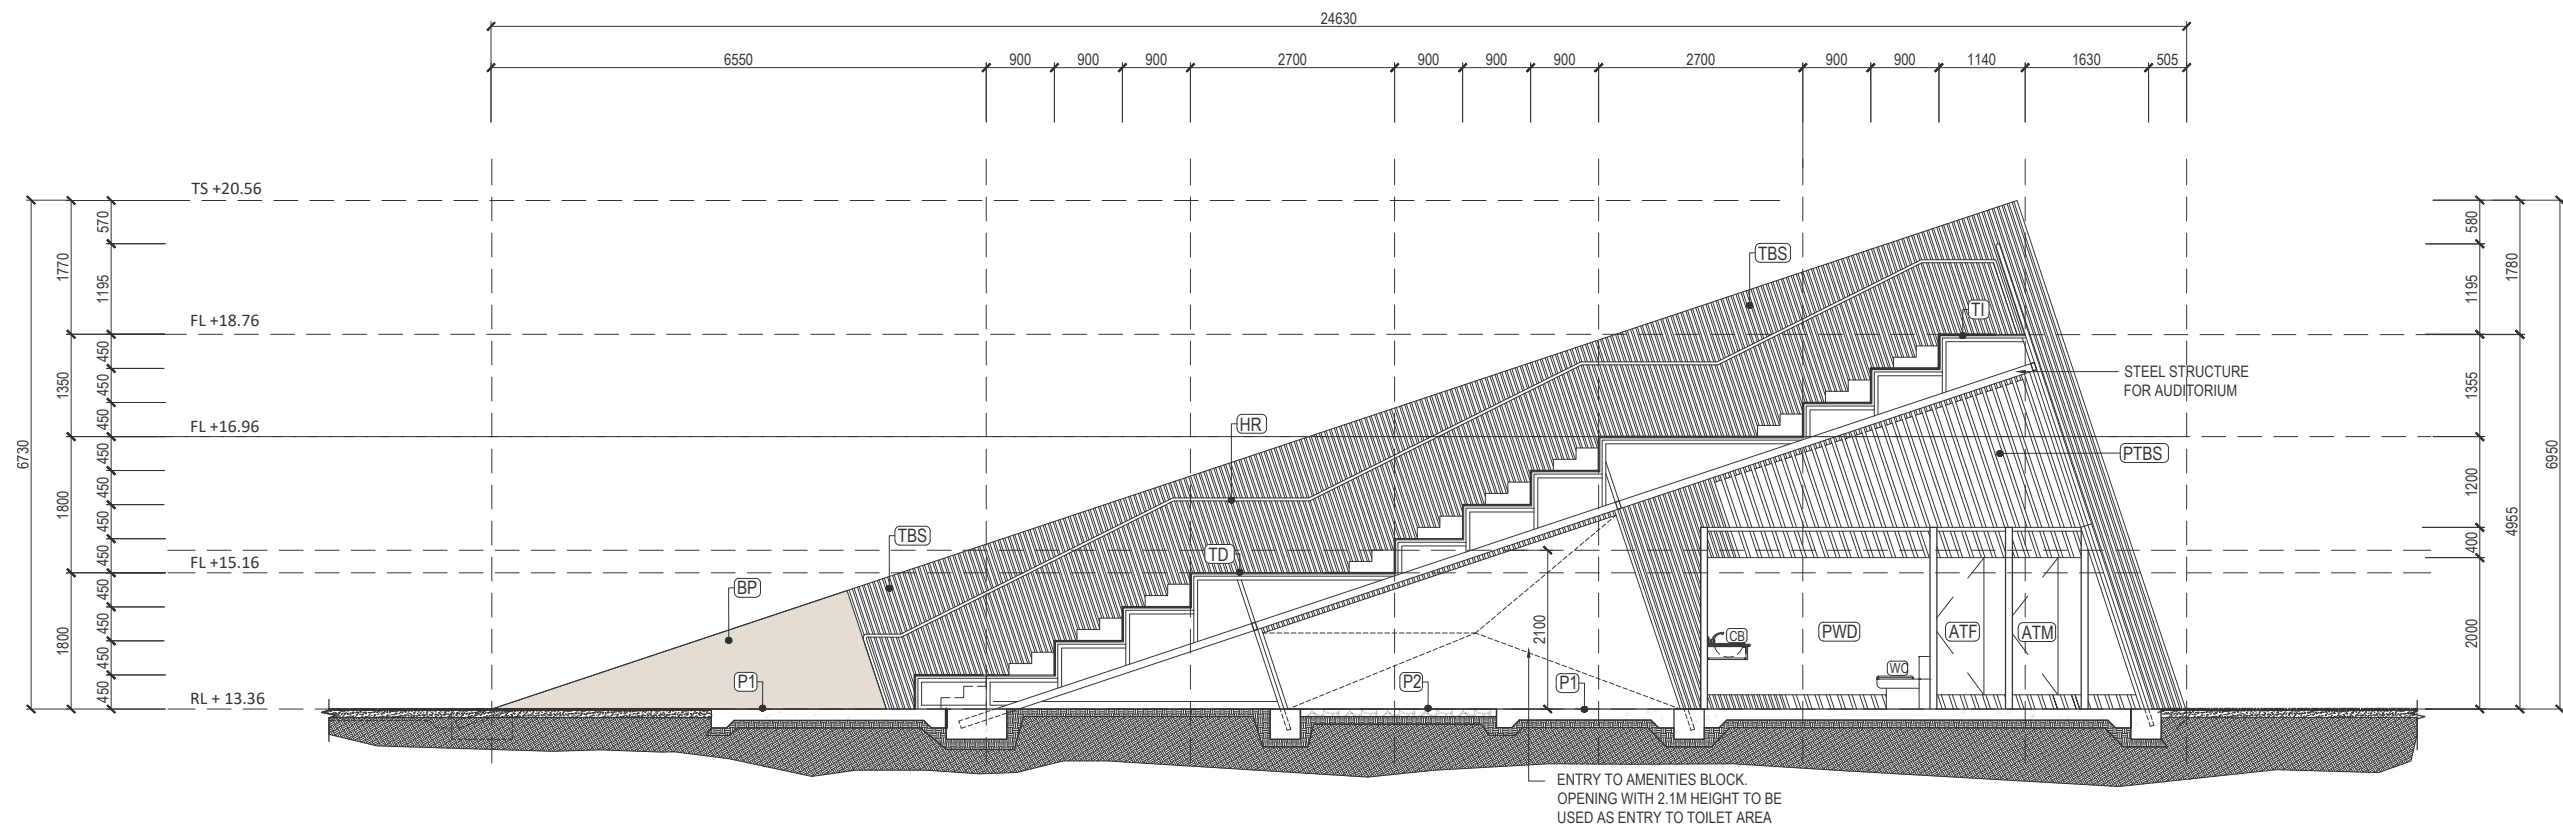 24630
6550
900
900
900
2700
900
900
900
2700
900
900
1140
1630
505
TS +20.56
FL +18.76
FL +16.96
FL +15.16
RL + 13.36
6730
1770
1350
1800
1800
570
1195
450
450
450
450
450
450
450
450
450
450
450
580
1195
1355
1200
400
2000
1780
4955
6950
TBS
TI
STEEL STRUCTURE
FOR AUDITORIUM
HR
PTBS
TBS
TD
BP
2100
CB
PWD
ATF
ATM
WC
P1
P2
P1
ENTRY TO AMENITIES BLOCK.
OPENING WITH 2.1M HEIGHT TO BE
USED AS ENTRY TO TOILET AREA